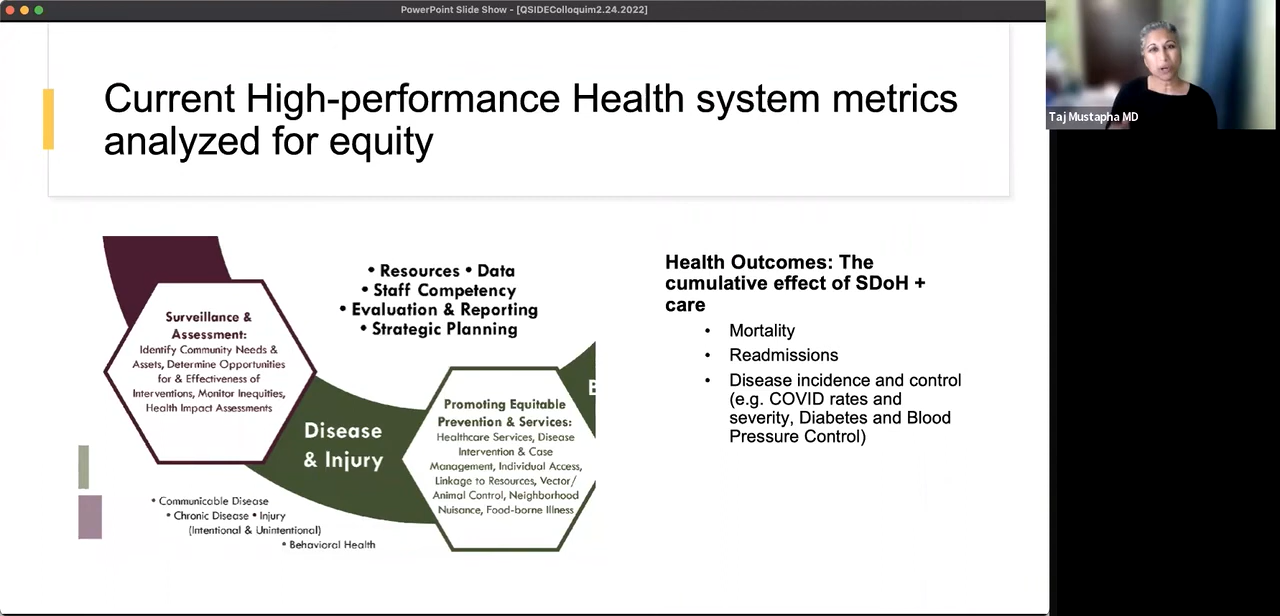 PowerPoint Slide Show - [QSIDEColloquim2.24.2022]
Taj Mustapha MD
Current High-performance Health system metrics
analyzed for equity
• Resources • Data
• Staff Competency
• Evaluation & Reporting
• Strategic Planning
Surveillance &
Assessment:
Identify Community Needs &
Assets, Determine Opportunities
for & Effectiveness of
Interventions, Monitor Inequities,
Health Impact Assessments
Disease
& Injury
E
Promoting Equitable
Prevention & Services:
Healthcare Services, Disease
Intervention & Case
Management, Individual Access,
Linkage to Resources, Vector/
Animal Control, Neighborhood
Nuisance, Food-borne Illness
• Communicable Disease
• Chronic Disease • Injury
(Intentional & Unintentional)
• Behavioral Health
Health Outcomes: The
cumulative effect of SDoH +
care
• Mortality
• Readmissions
• Disease incidence and control
(e.g. COVID rates and
severity, Diabetes and Blood
Pressure Control)